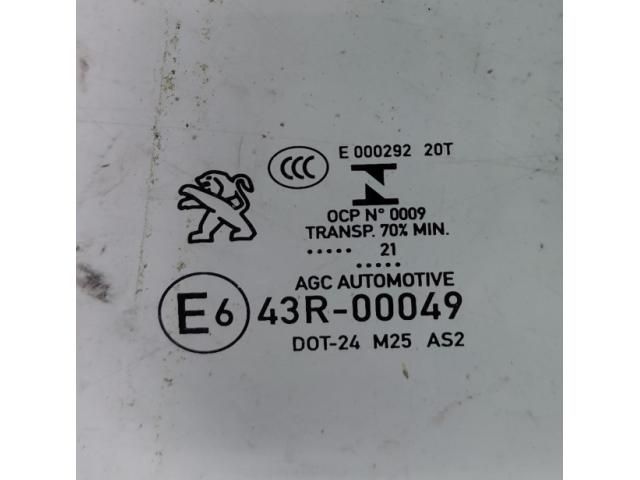 E 000292 20T
CCC
OCP N° 0009
TRANSP. 70% MIN.
..... 21
.....
AGC AUTOMOTIVE
E6 43R-00049
DOT-24 M25 AS2